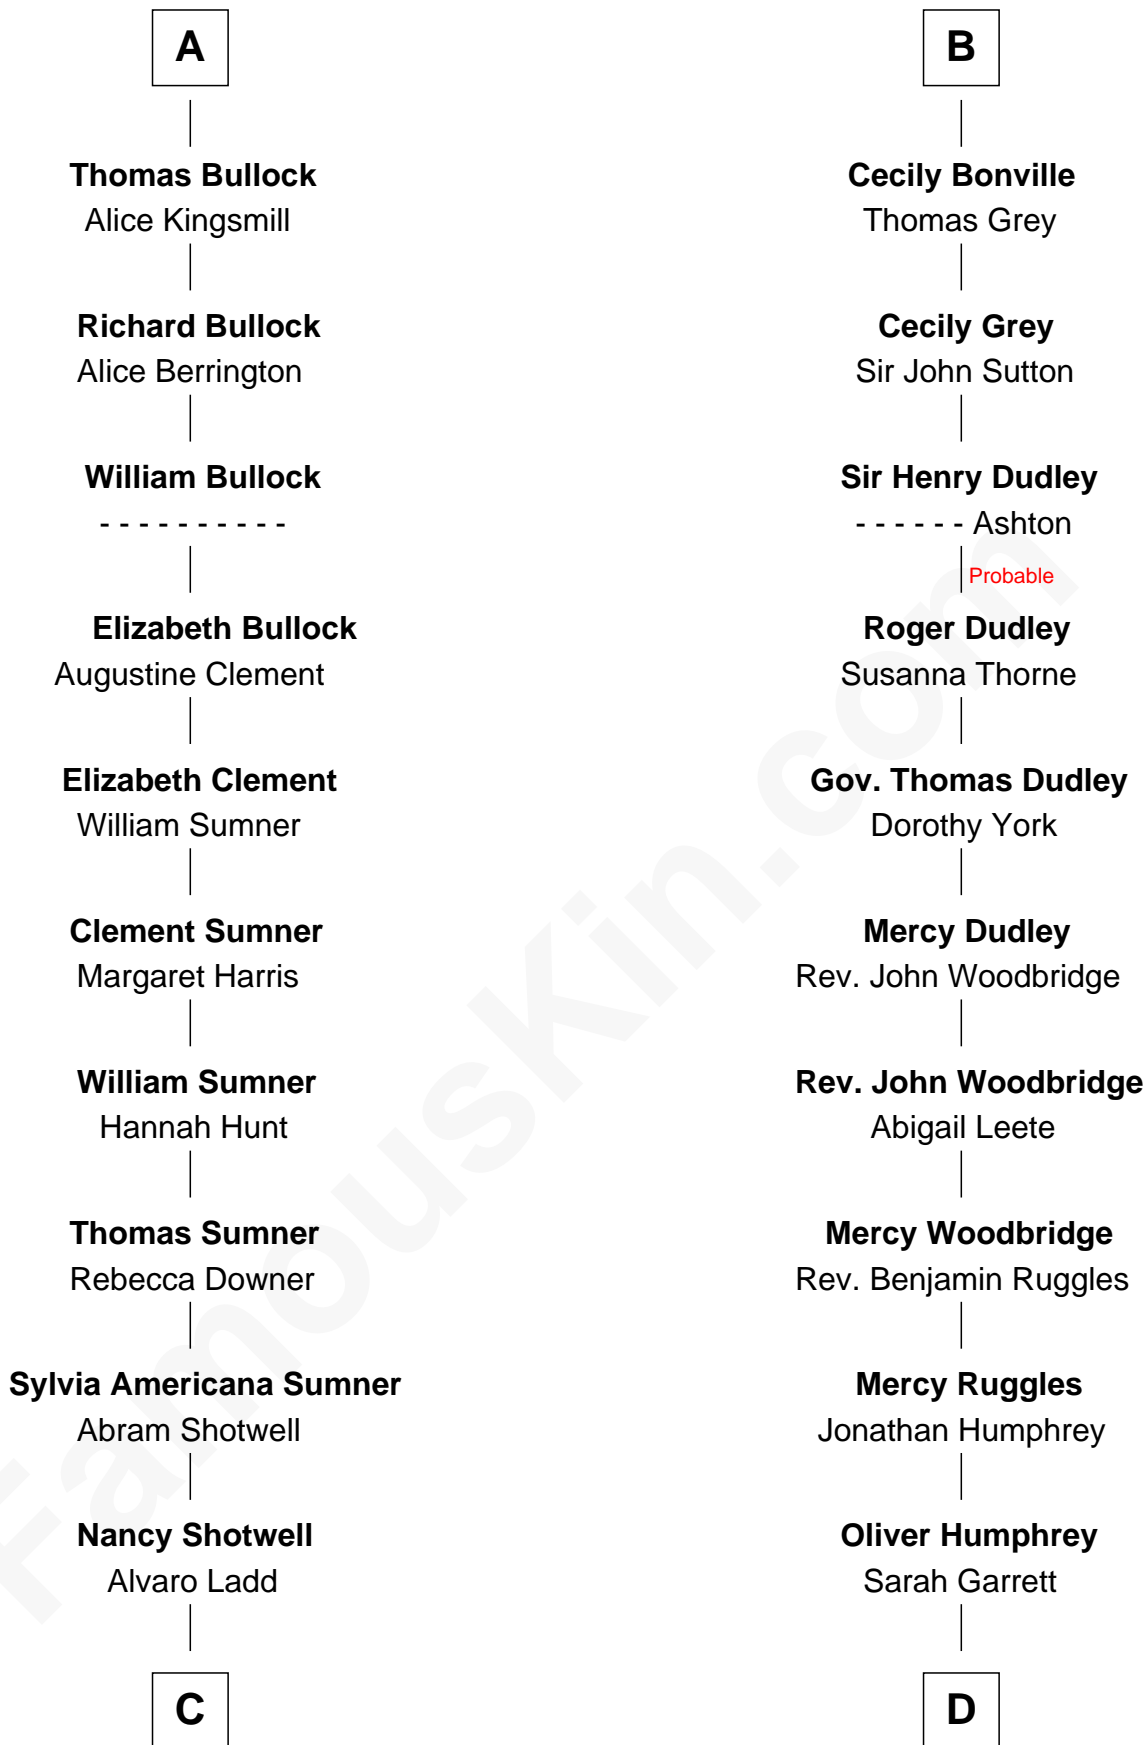 A
Thomas Bullock
Alice Kingsmill
Richard Bullock
Alice Berrington
William Bullock
- - - - - - - - - -
Elizabeth Bullock
Augustine Clement
Elizabeth Clement
William Sumner
Clement Sumner
Margaret Harris
William Sumner
Hannah Hunt
Thomas Sumner
Rebecca Downer
Sylvia Americana Sumner
Abram Shotwell
Nancy Shotwell
Alvaro Ladd
C
B
Cecily Bonville
Thomas Grey
Cecily Grey
Sir John Sutton
Sir Henry Dudley
- - - - - - Ashton
Probable
Roger Dudley
Susanna Thorne
Gov. Thomas Dudley
Dorothy York
Mercy Dudley
Rev. John Woodbridge
Rev. John Woodbridge
Abigail Leete
Mercy Woodbridge
Rev. Benjamin Ruggles
Mercy Ruggles
Jonathan Humphrey
Oliver Humphrey
Sarah Garrett
D
FamousKin.com